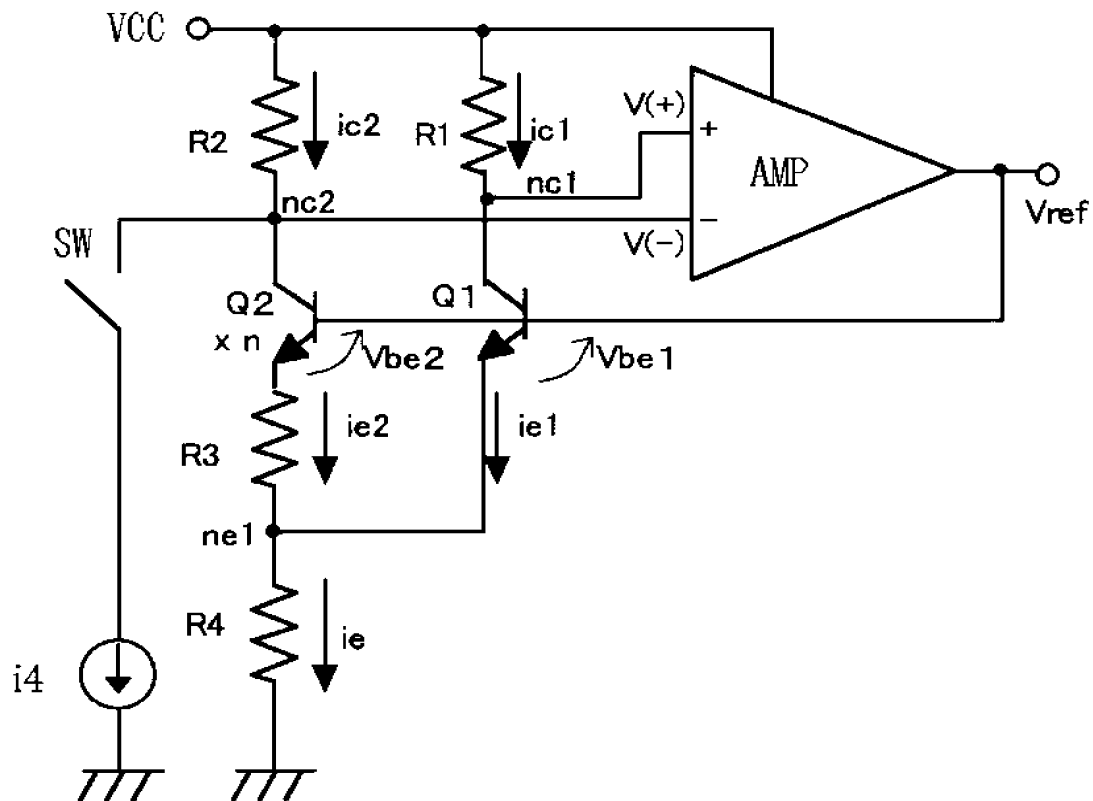 VCC
R2
ic2
R1
ic1
V(+)
+
AMP
nc1
nc2
−
V(−)
Vref
SW
Q2
x n
Q1
Vbe2
Vbe1
R3
ie2
ie1
ne1
R4
ie
i4